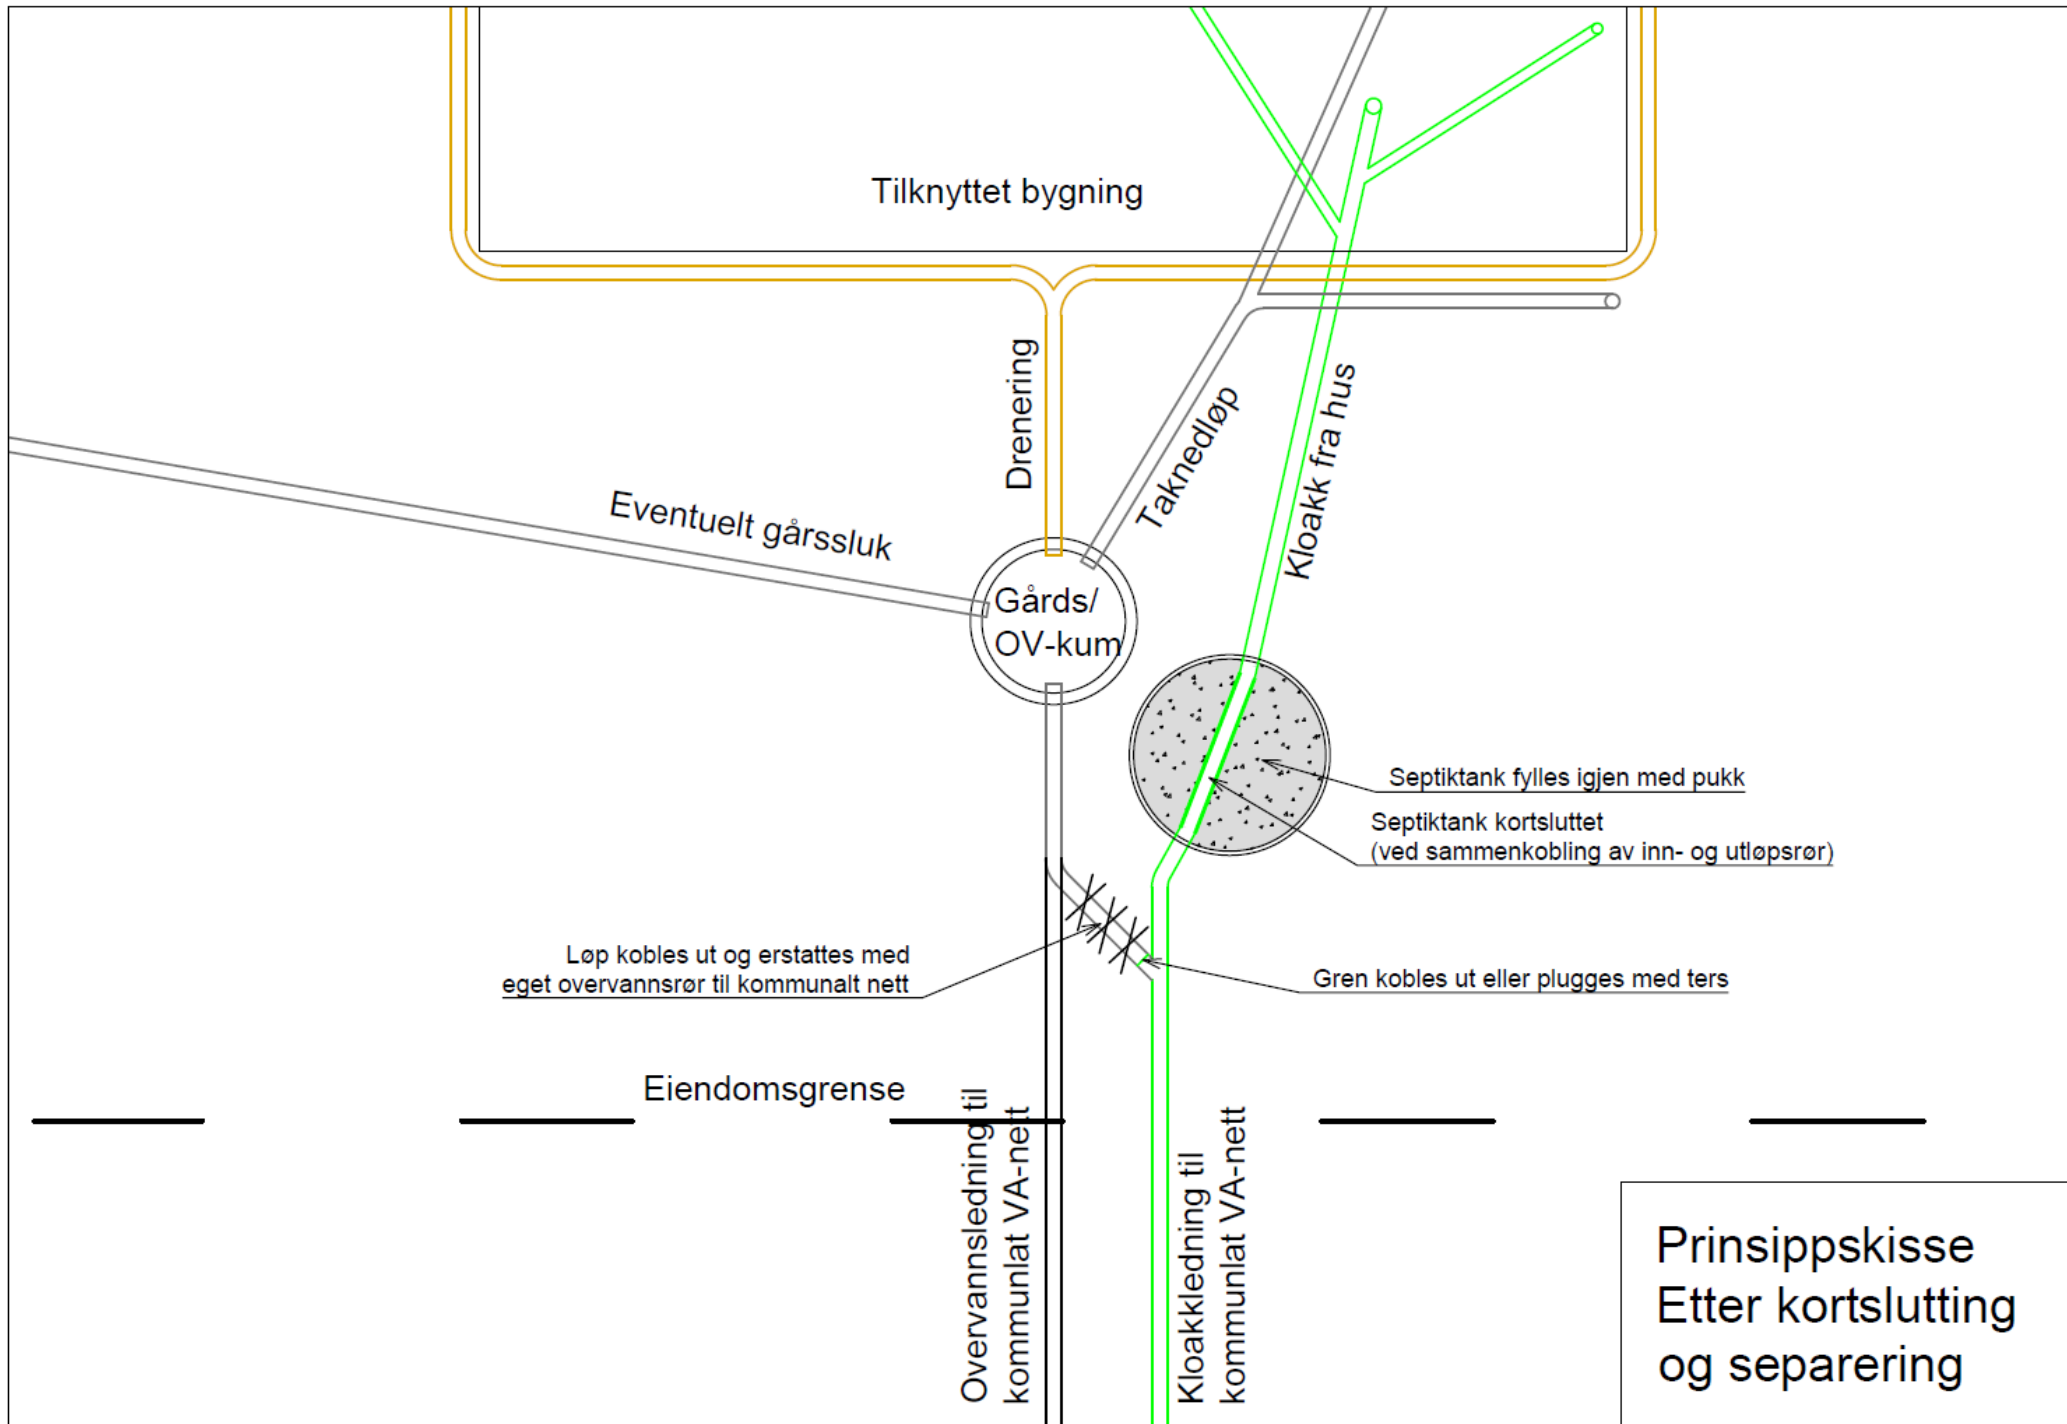 Tilknyttet bygning
Drenering
Taknedløp
Kloakk fra hus
Eventuelt gårssluk
Gårds/
OV-kum
Septiktank fylles igjen med pukk
Septiktank kortsluttet
(ved sammenkobling av inn- og utløpsrør)
Løp kobles ut og erstattes med
eget overvannsrør til kommunalt nett
Gren kobles ut eller plugges med ters
Eiendomsgrense
Overvannsledning til
kommunlat VA-nett
Kloakkledning til
kommunlat VA-nett
Prinsippskisse
Etter kortslutting
og separering